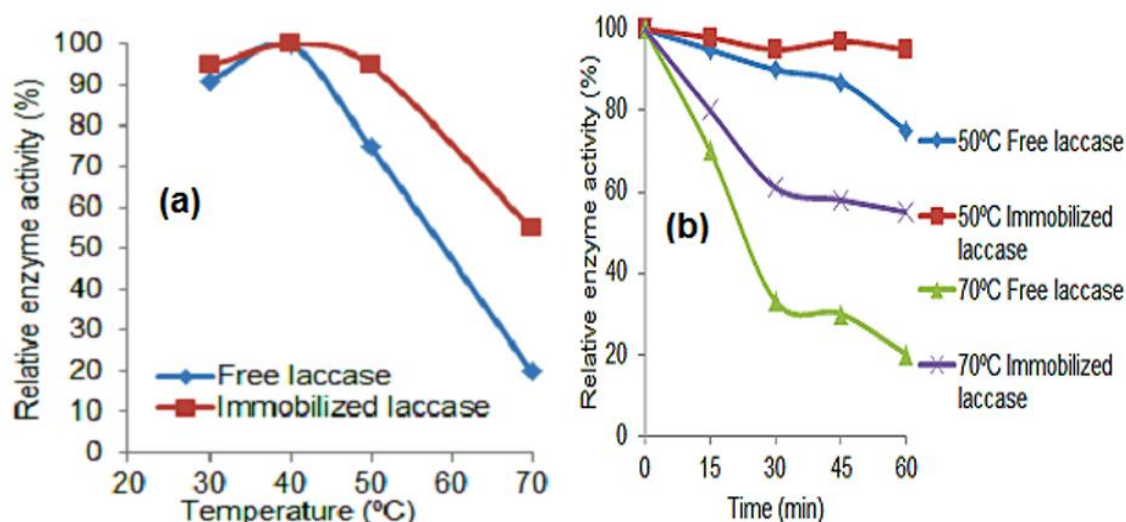 Relative enzyme activity (%)
100
90
80
70
60
50
40
30
20
10
0
(a)
Free laccase
Immobilized laccase
20 30 40 50 70
Temperature (ºC)
Relative enzyme activity (%)
100
80
60
40
20
0
(b)
50ºC Free laccase
50ºC Immobilized
laccase
70ºC Free laccase
70ºC Immobilized
laccase
0 15 30 45 60
Time (min)